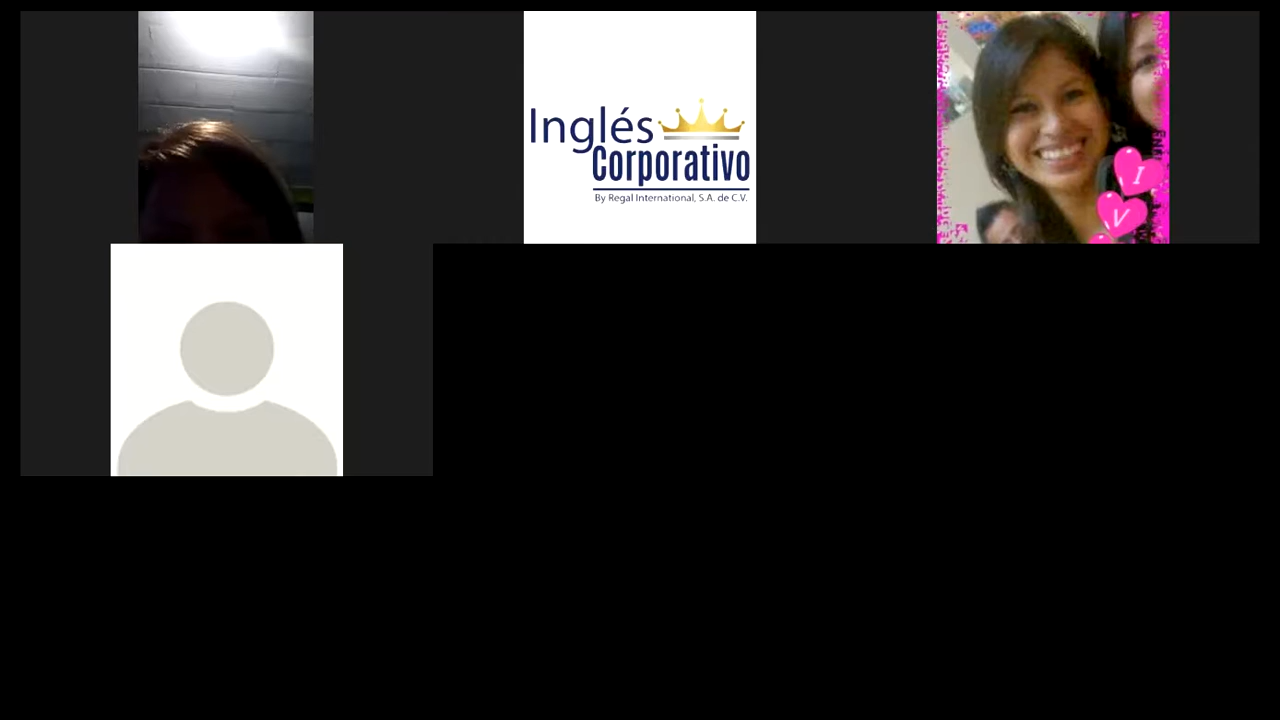 Inglés
Corporativo
By Regal International, S.A. de C.V.
I
V